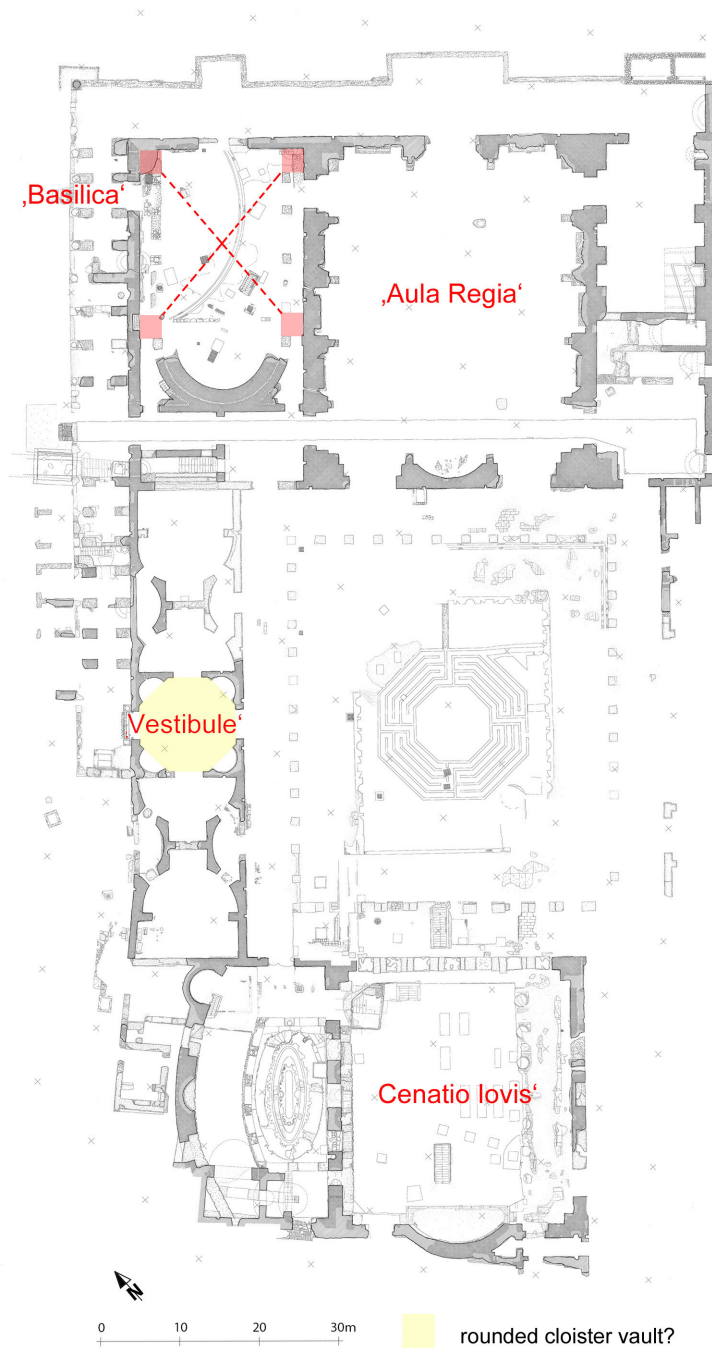 ‚Basilica‘
‚Aula Regia‘
‚Vestibule‘
Cenatio Iovis‘
N
0 10 20 30m
rounded cloister vault?